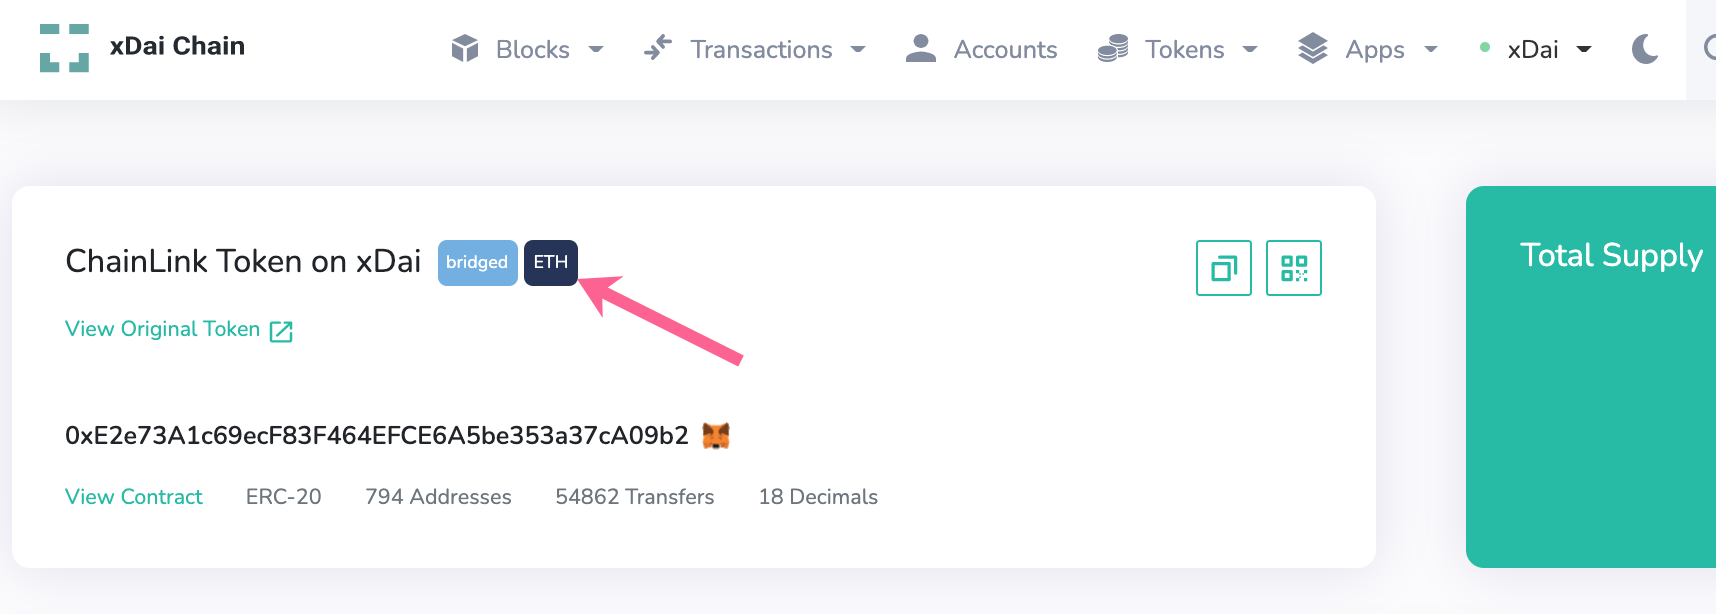 xDai Chain Blocks Transactions Accounts Tokens Apps xDai
ChainLink Token on xDai bridged ETH
Total Supply
View Original Token
0xE2e73A1c69ecF83F464EFCE6A5be353a37cA09b2
View Contract ERC-20 794 Addresses 54862 Transfers 18 Decimals